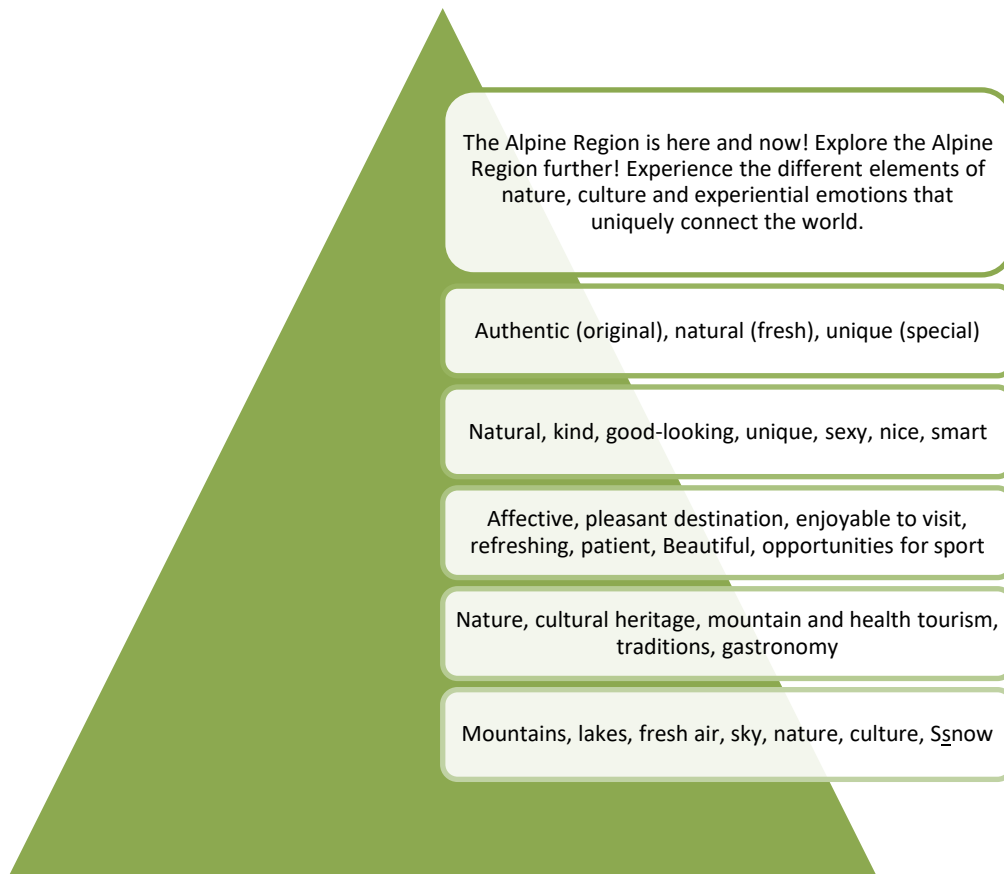 The Alpine Region is here and now! Explore the Alpine
Region further! Experience the different elements of
nature, culture and experiential emotions that
uniquely connect the world.
Authentic (original), natural (fresh), unique (special)
Natural, kind, good-looking, unique, sexy, nice, smart
Affective, pleasant destination, enjoyable to visit,
refreshing, patient, Beautiful, opportunities for sport
Nature, cultural heritage, mountain and health tourism,
traditions, gastronomy
Mountains, lakes, fresh air, sky, nature, culture, Ssnow